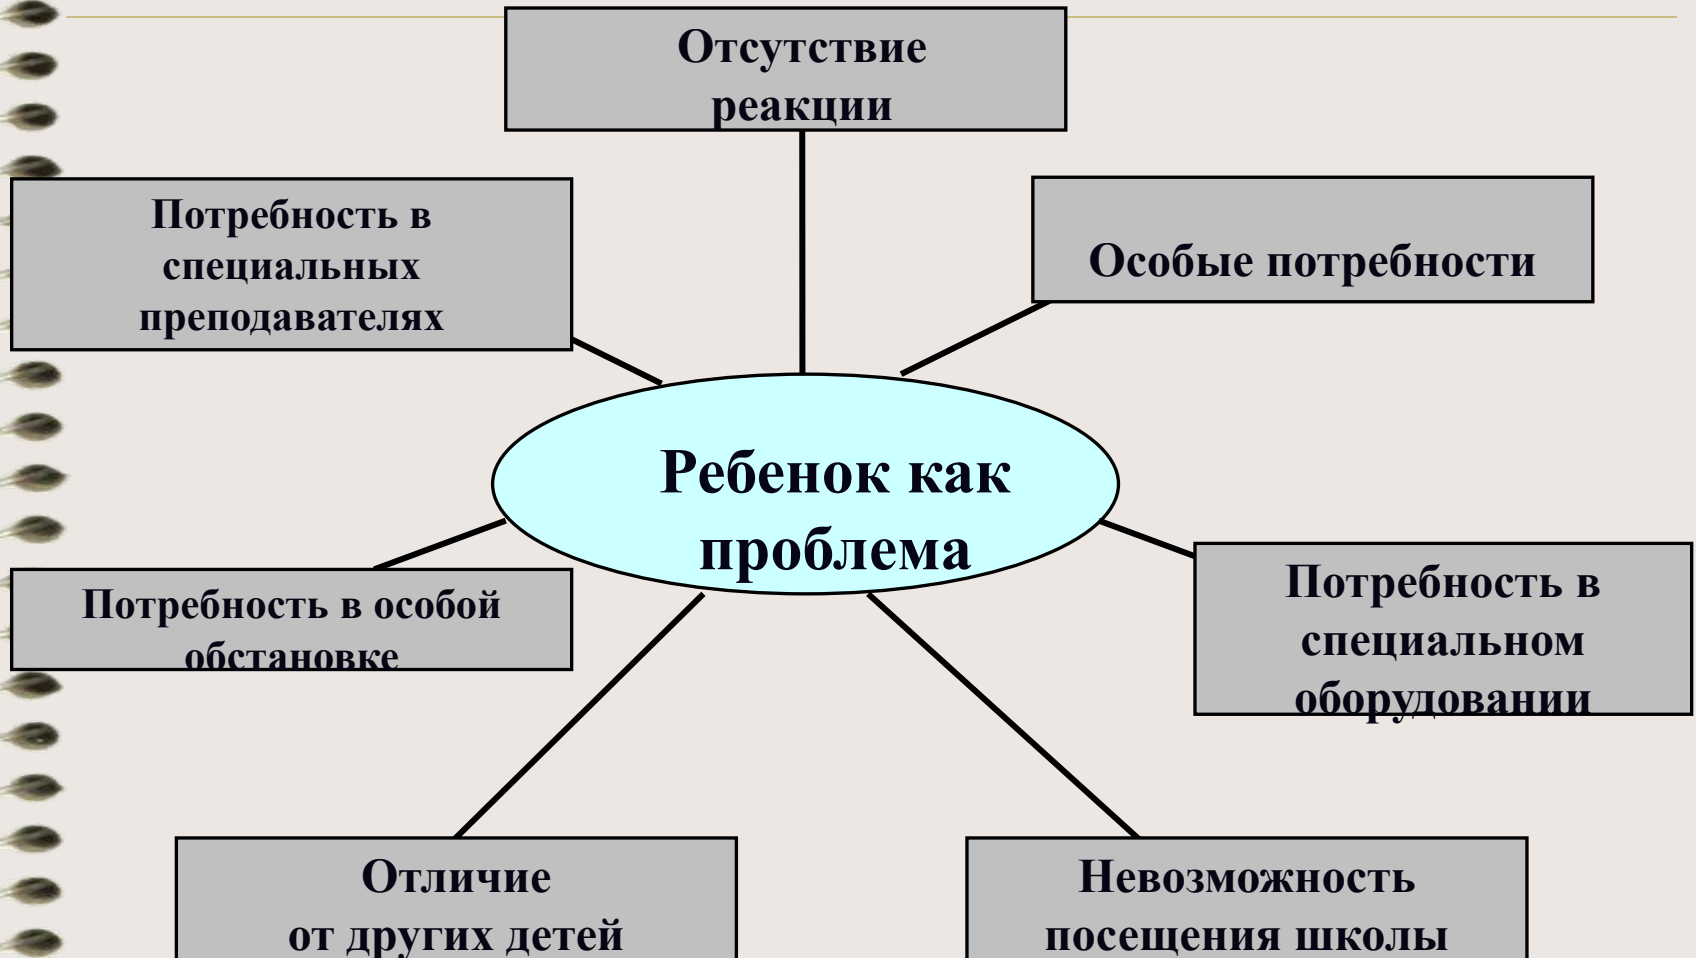 Отсутствие
реакции
Потребность в
специальных
преподавателях
Особые потребности
Ребенок как
проблема
Потребность в особой
обстановке
Потребность в
специальном
оборудовании
Отличие
от других детей
Невозможность
посещения школы